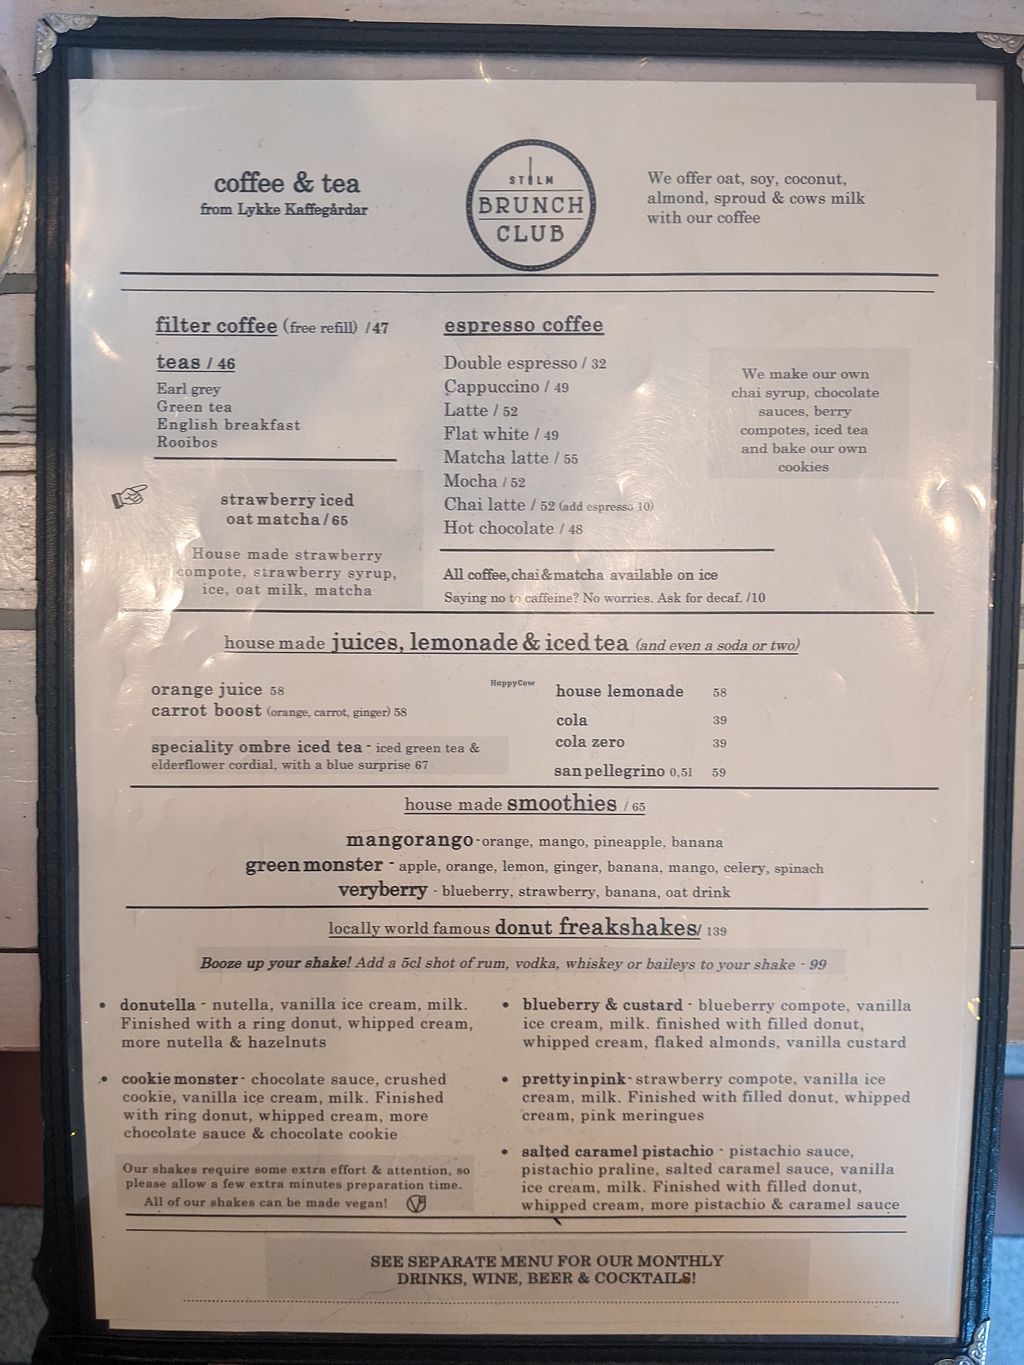 coffee & tea
from Lykke Kaffegårdar
STHLM
BRUNCH
CLUB
We offer oat, soy, coconut,
almond, sproud & cows milk
with our coffee
filter coffee (free refill) /47
teas / 46
Earl grey
Green tea
English breakfast
Rooibos
strawberry iced
oat matcha / 65
House made strawberry
compote, strawberry syrup,
ice, oat milk, matcha
espresso coffee
Double espresso / 32
Cappuccino / 49
Latte / 52
Flat white / 49
Matcha latte / 55
Mocha / 52
Chai latte / 52 (add espresso 10)
Hot chocolate / 48
All coffee, chai & matcha available on ice
Saying no to caffeine? No worries. Ask for decaf. /10
We make our own
chai syrup, chocolate
sauces, berry
compotes, iced tea
and bake our own
cookies
house made juices, lemonade & iced tea (and even a soda or two)
orange juice 58
carrot boost (orange, carrot, ginger) 58
speciality ombre iced tea - iced green tea &
elderflower cordial, with a blue surprise 67
HappyCow
house lemonade 58
cola 39
cola zero 39
san pellegrino 0,5l 59
house made smoothies / 65
mangorango - orange, mango, pineapple, banana
green monster - apple, orange, lemon, ginger, banana, mango, celery, spinach
veryberry - blueberry, strawberry, banana, oat drink
locally world famous donut freakshakes / 139
Booze up your shake! Add a 5cl shot of rum, vodka, whiskey or baileys to your shake - 99
• donutella - nutella, vanilla ice cream, milk.
Finished with a ring donut, whipped cream,
more nutella & hazelnuts
• cookie monster - chocolate sauce, crushed
cookie, vanilla ice cream, milk. Finished
with ring donut, whipped cream, more
chocolate sauce & chocolate cookie
Our shakes require some extra effort & attention, so
please allow a few extra minutes preparation time.
All of our shakes can be made vegan!
• blueberry & custard - blueberry compote, vanilla
ice cream, milk. finished with filled donut,
whipped cream, flaked almonds, vanilla custard
• pretty in pink - strawberry compote, vanilla ice
cream, milk. Finished with filled donut, whipped
cream, pink meringues
• salted caramel pistachio - pistachio sauce,
pistachio praline, salted caramel sauce, vanilla
ice cream, milk. Finished with filled donut,
whipped cream, more pistachio & caramel sauce
SEE SEPARATE MENU FOR OUR MONTHLY
DRINKS, WINE, BEER & COCKTAILS!